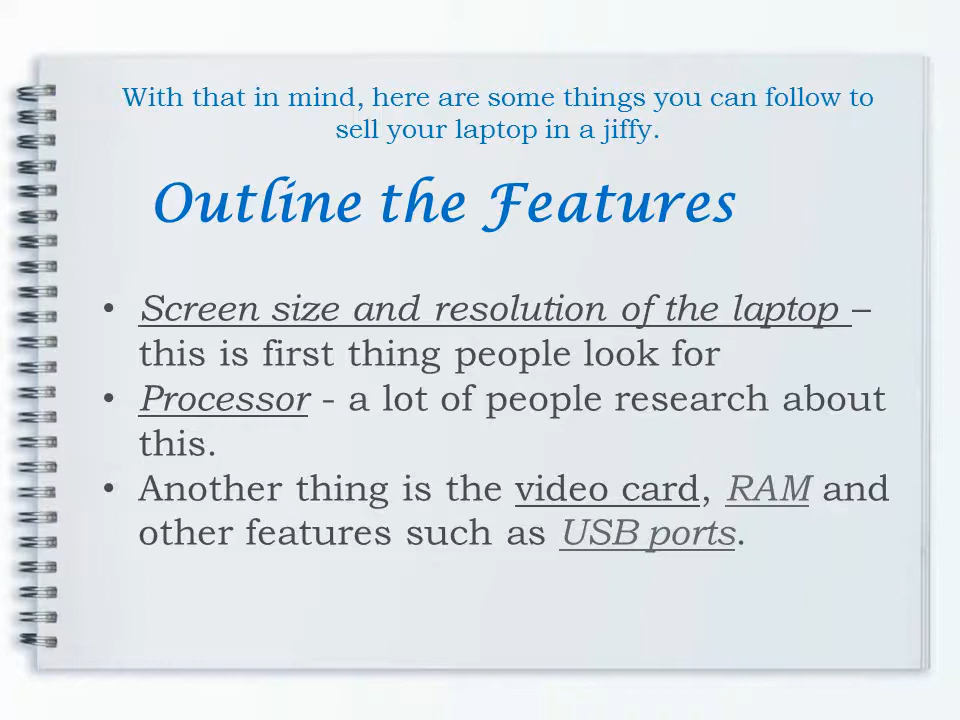 With that in mind, here are some things you can follow to
sell your laptop in a jiffy.
Outline the Features
• Screen size and resolution of the laptop –
this is first thing people look for
• Processor - a lot of people research about
this.
• Another thing is the video card, RAM and
other features such as USB ports.